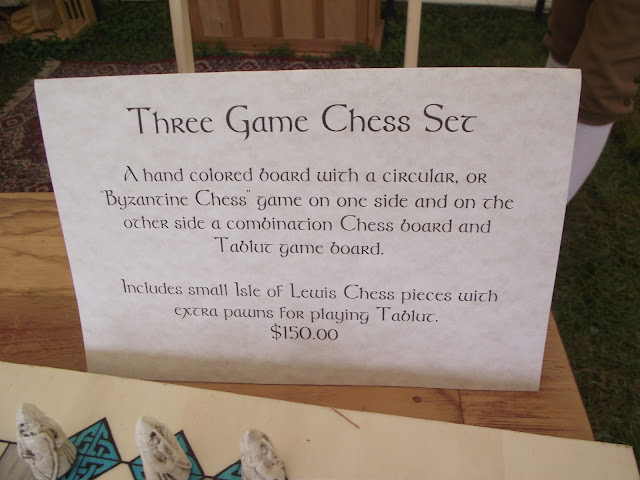 Three Game Chess Set
A hand colored board with a circular, or
"Byzantine Chess" game on one side and on the
other side a combination Chess board and
Tablut game board.
Includes small Isle of Lewis Chess pieces with
extra pawns for playing Tablut.
$150.00